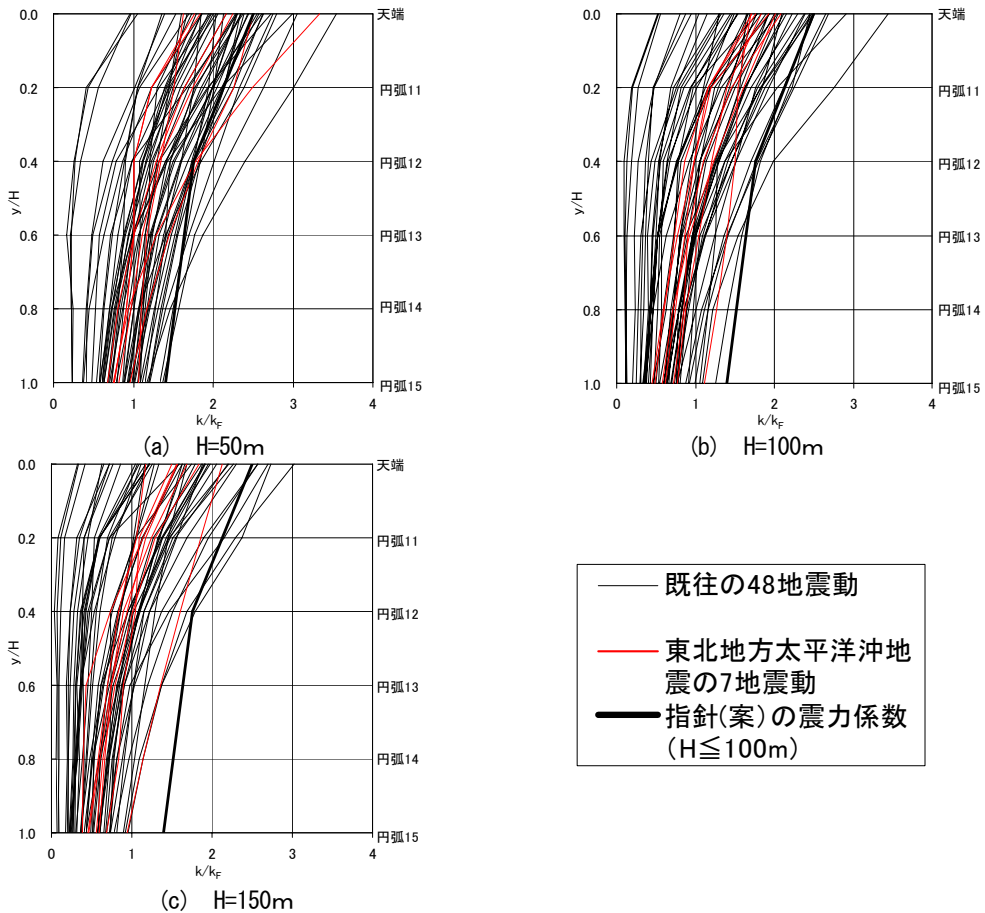 0.0
0.2
0.4
0.6
0.8
1.0
y/H
0 1 2 3 4
k/kF
天端
円弧11
円弧12
円弧13
円弧14
円弧15
(a) H=50m
0.0
0.2
0.4
0.6
0.8
1.0
y/H
0 1 2 3 4
k/kF
天端
円弧11
円弧12
円弧13
円弧14
円弧15
(b) H=100m
0.0
0.2
0.4
0.6
0.8
1.0
y/H
0 1 2 3 4
k/kF
天端
円弧11
円弧12
円弧13
円弧14
円弧15
(c) H=150m
既往の48地震動
東北地方太平洋沖地
震の7地震動
指針(案)の震力係数
(H≦100m)